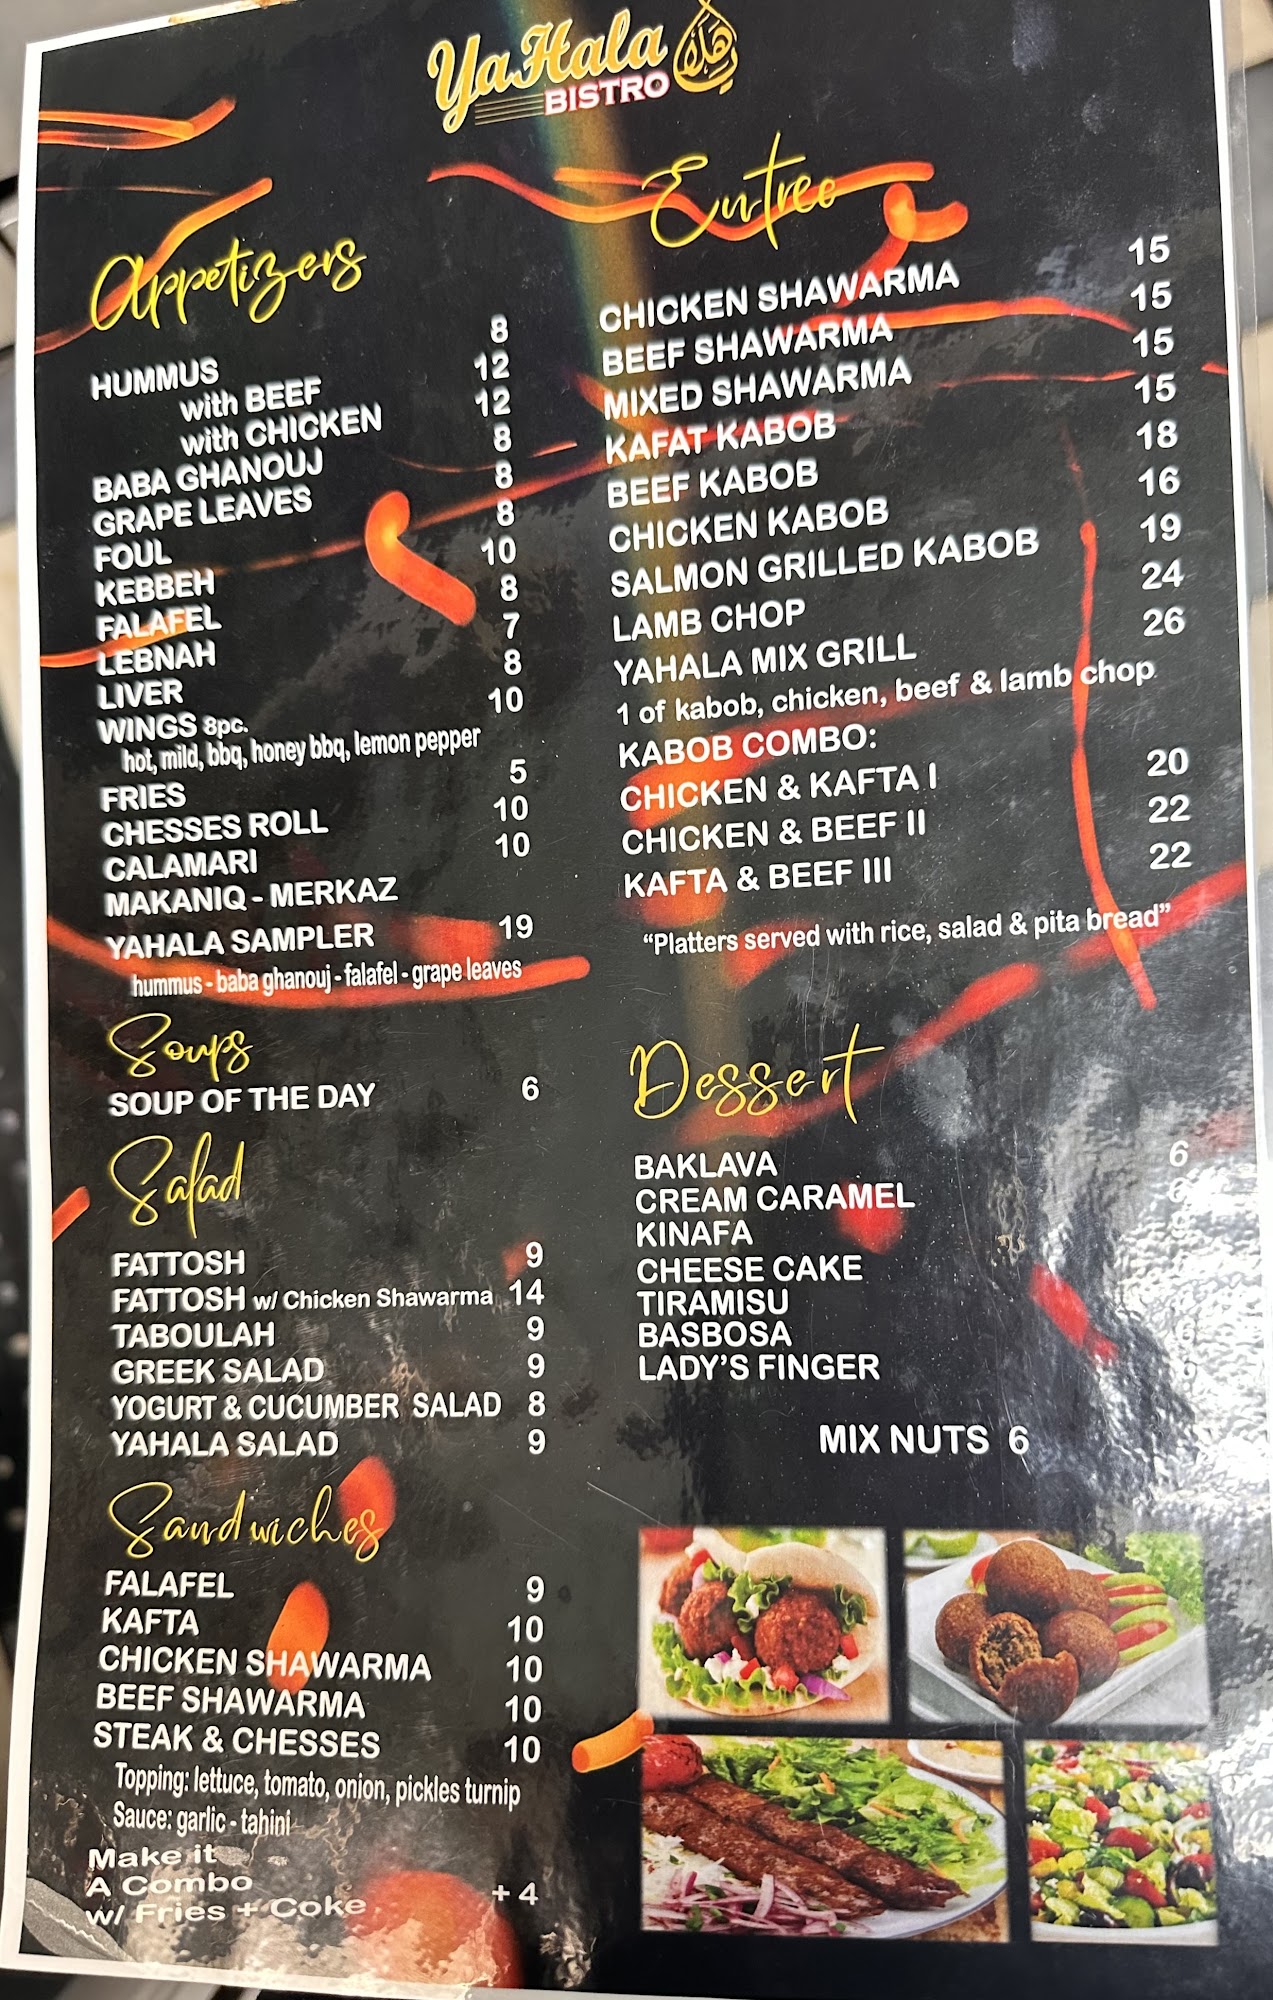 YaHala
BISTRO
يا هلا
Appetizers
HUMMUS 8
with BEEF 12
with CHICKEN 12
BABA GHANOUJ 8
GRAPE LEAVES 8
FOUL 8
KEBBEH 10
FALAFEL 8
LEBNAH 7
LIVER 8
WINGS 8pc. 10
hot, mild, bbq, honey bbq, lemon pepper
FRIES 5
CHESSES ROLL 10
CALAMARI 10
MAKANIQ - MERKAZ
YAHALA SAMPLER 19
hummus - baba ghanouj - falafel - grape leaves
Soups
SOUP OF THE DAY 6
Salad
FATTOSH 9
FATTOSH w/ Chicken Shawarma 14
TABOULAH 9
GREEK SALAD 9
YOGURT & CUCUMBER SALAD 8
YAHALA SALAD 9
Sandwiches
FALAFEL 9
KAFTA 10
CHICKEN SHAWARMA 10
BEEF SHAWARMA 10
STEAK & CHESSES 10
Topping: lettuce, tomato, onion, pickles turnip
Sauce: garlic - tahini
Make it
A Combo
w/ Fries + Coke + 4
Entree
CHICKEN SHAWARMA 15
BEEF SHAWARMA 15
MIXED SHAWARMA 15
KAFAT KABOB 15
BEEF KABOB 18
CHICKEN KABOB 16
SALMON GRILLED KABOB 19
LAMB CHOP 24
YAHALA MIX GRILL 26
1 of kabob, chicken, beef & lamb chop
KABOB COMBO:
CHICKEN & KAFTA I 20
CHICKEN & BEEF II 22
KAFTA & BEEF III 22
“Platters served with rice, salad & pita bread”
Dessert
BAKLAVA 6
CREAM CARAMEL 6
KINAFA
CHEESE CAKE
TIRAMISU
BASBOSA 6
LADY'S FINGER 6
MIX NUTS 6